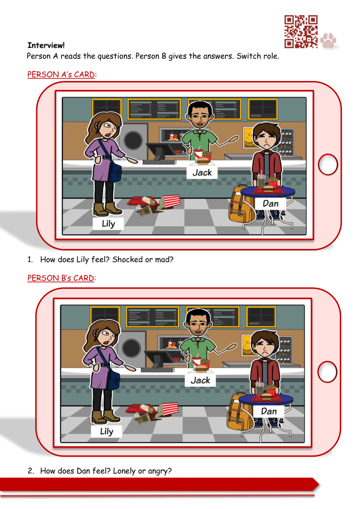 Interview!
Person A reads the questions. Person B gives the answers. Switch role.
PERSON A's CARD:
Jack
Dan
Lily
1. How does Lily feel? Shocked or mad?
PERSON B's CARD:
Jack
Dan
Lily
2. How does Dan feel? Lonely or angry?